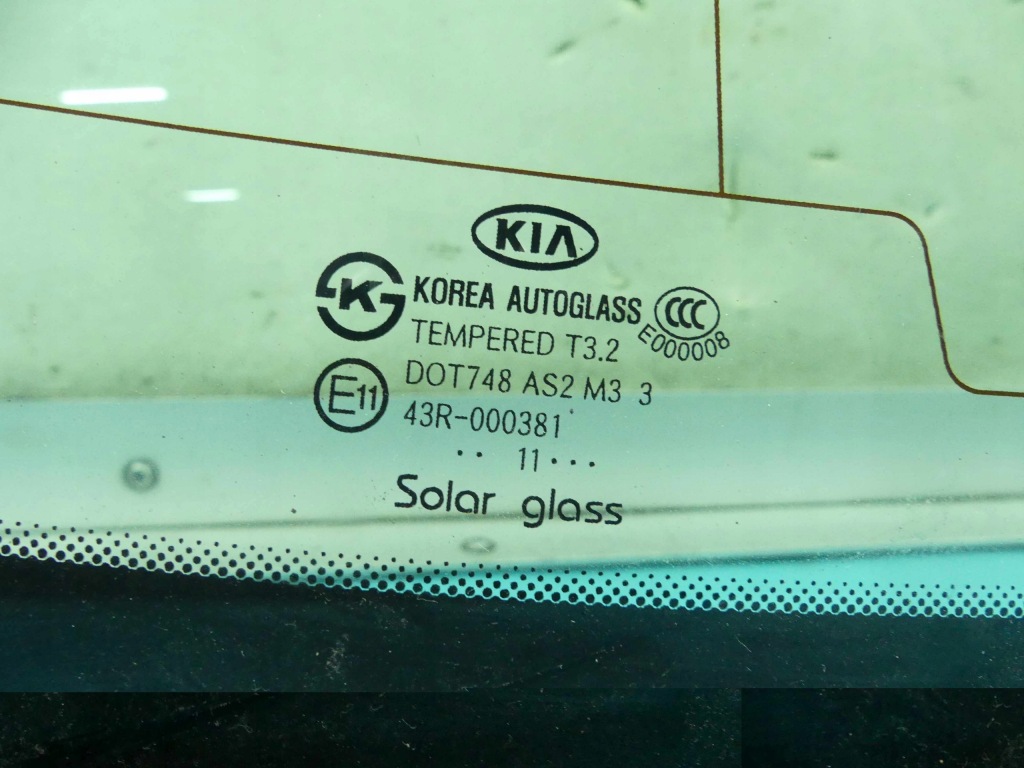 KIA
K KOREA AUTOGLASS CCC
TEMPERED T3.2 E000008
DOT748 AS2 M3 3
E11 43R-000381
·· 11···
Solar glass